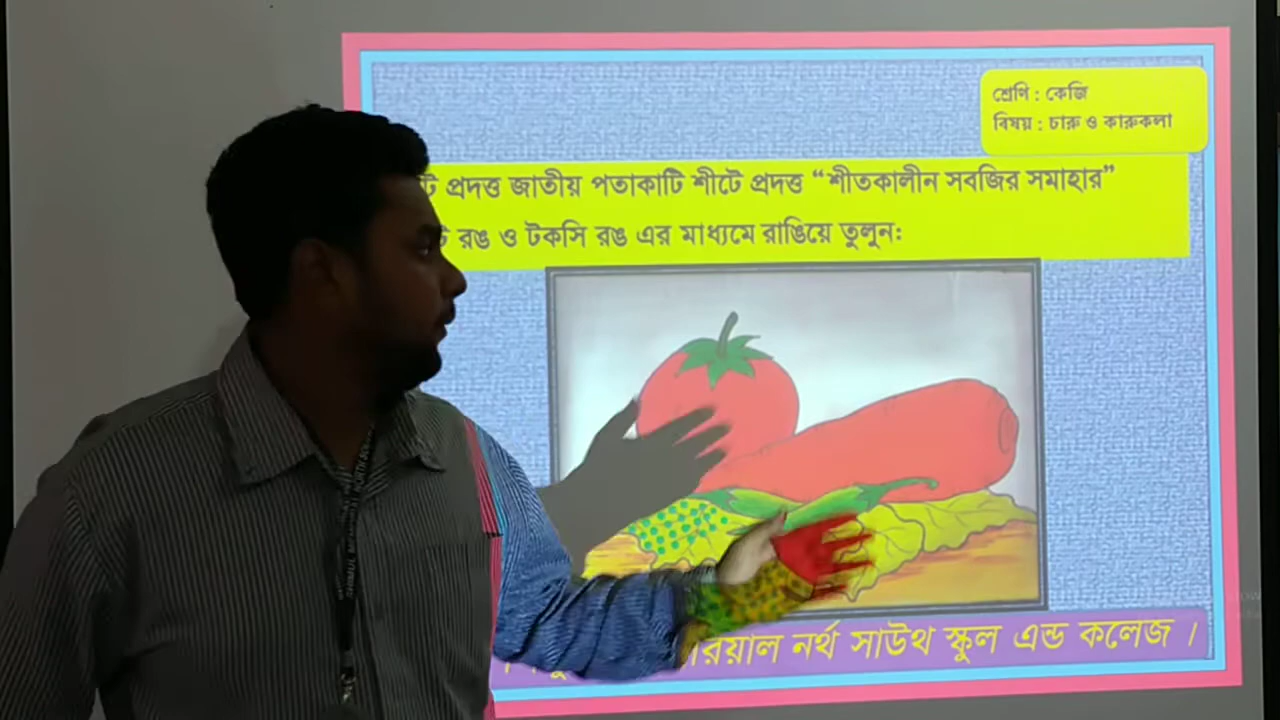 শ্রেণি : কেজি
বিষয় : চারু ও কারুকলা
প্রদত্ত জাতীয় পতাকাটি শীটে প্রদত্ত “শীতকালীন সবজির সমাহার”
রঙ ও টকসি রঙ এর মাধ্যমে রাঙিয়ে তুলুন:
নর্থ সাউথ স্কুল এন্ড কলেজ ।